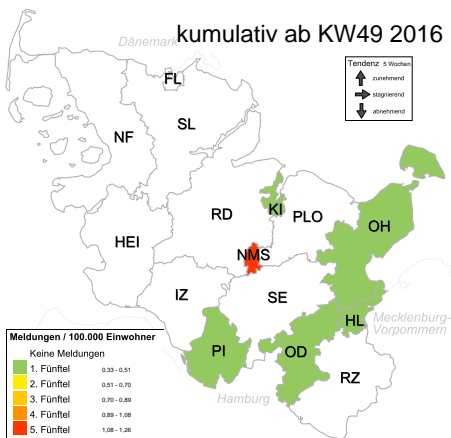 kumulativ ab KW49 2016
Dänemark
Tendenz 5 Wochen
zunehmend
stagnierend
abnehmend
FL
SL
NF
RD
KI
PLO
OH
HEI
NMS
IZ
SE
HL
Mecklenburg-
Vorpommern
PI
OD
RZ
Hamburg
Meldungen / 100.000 Einwohner
Keine Meldungen
1. Fünftel 0,33 - 0,51
2. Fünftel 0,51 - 0,70
3. Fünftel 0,70 - 0,89
4. Fünftel 0,89 - 1,08
5. Fünftel 1,08 - 1,26